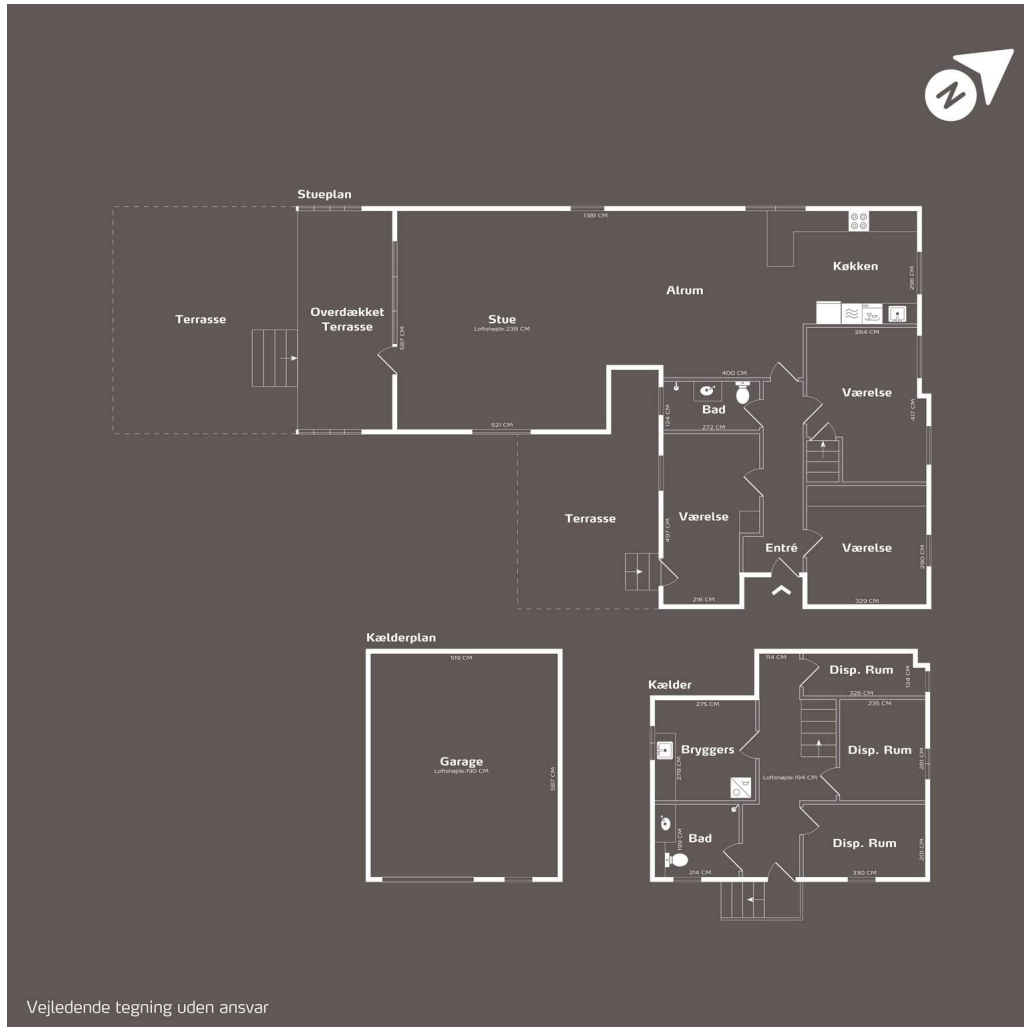 N
Stueplan
1381 CM
Terrasse
Overdækket
Terrasse
587 CM
Stue
Loftshøjde:238 CM
Alrum
Køkken
295 CM
284 CM
400 CM
521 CM
Bad
124 CM
272 CM
Værelse
417 CM
Terrasse
Værelse
497 CM
216 CM
Entré
Værelse
290 CM
329 CM
Kælderplan
519 CM
Garage
Loftshøjde:190 CM
587 CM
Kælder
114 CM
Disp. Rum
326 CM
124 CM
275 CM
Bryggers
278 CM
Loftshøjde:194 CM
235 CM
Disp. Rum
281 CM
Bad
199 CM
214 CM
Disp. Rum
330 CM
201 CM
Vejledende tegning uden ansvar